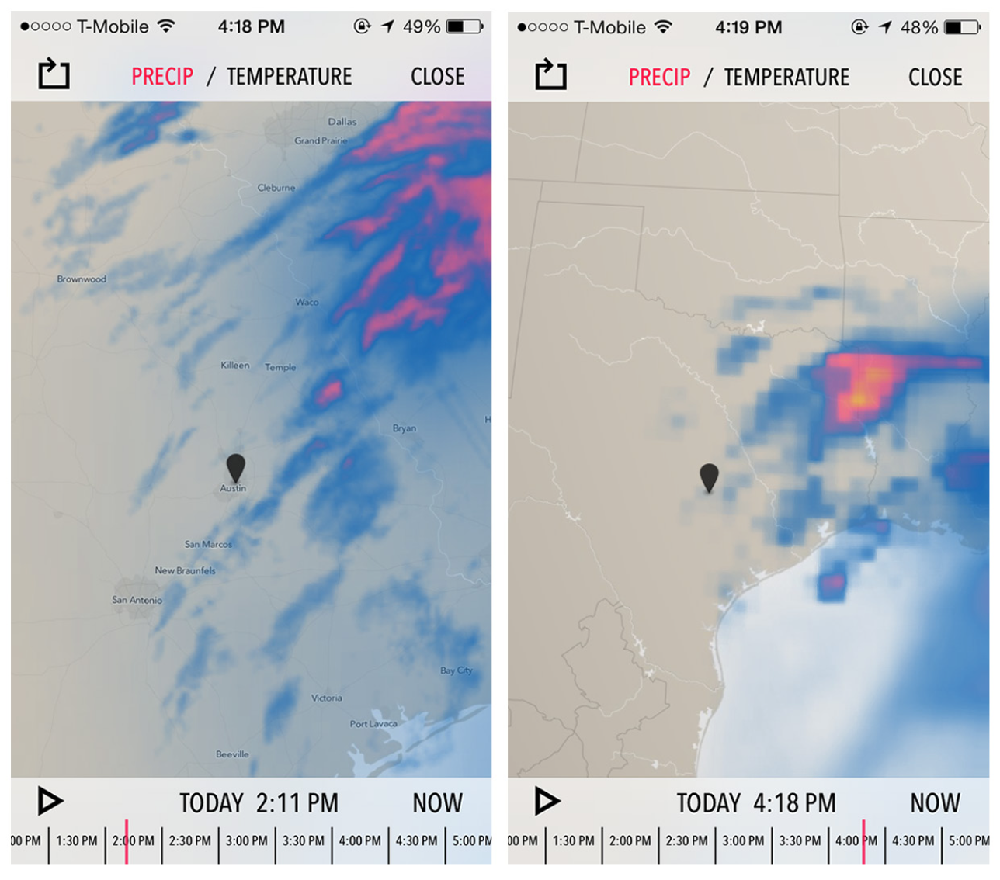 T-Mobile 4:18 PM 49%
PRECIP / TEMPERATURE CLOSE
Dallas
Grand Prairie
Cleburne
Brownwood
Waco
Killeen Temple
H
Bryan
Austin
San Marcos
New Braunfels
San Antonio
Bay City
Victoria
Port Lavaca
Beeville
TODAY 2:11 PM NOW
00 PM 1:30 PM 2:00 PM 2:30 PM 3:00 PM 3:30 PM 4:00 PM 4:30 PM 5:00 PM
T-Mobile 4:19 PM 48%
PRECIP / TEMPERATURE CLOSE
TODAY 4:18 PM NOW
00 PM 1:30 PM 2:00 PM 2:30 PM 3:00 PM 3:30 PM 4:00 PM 4:30 PM 5:00 PM